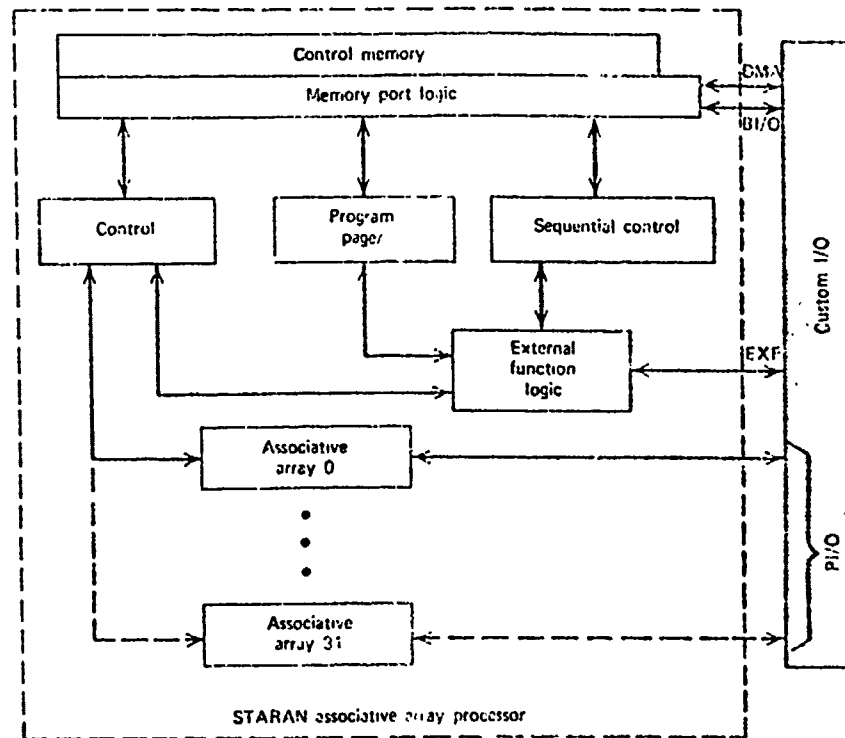 Control memory
DMA
Memory port logic
BI/O
Control
Program
pager
Sequential control
Custom I/O
External
function
logic
EXF
Associative
array 0
PI/O
Associative
array 31
STARAN associative array processor